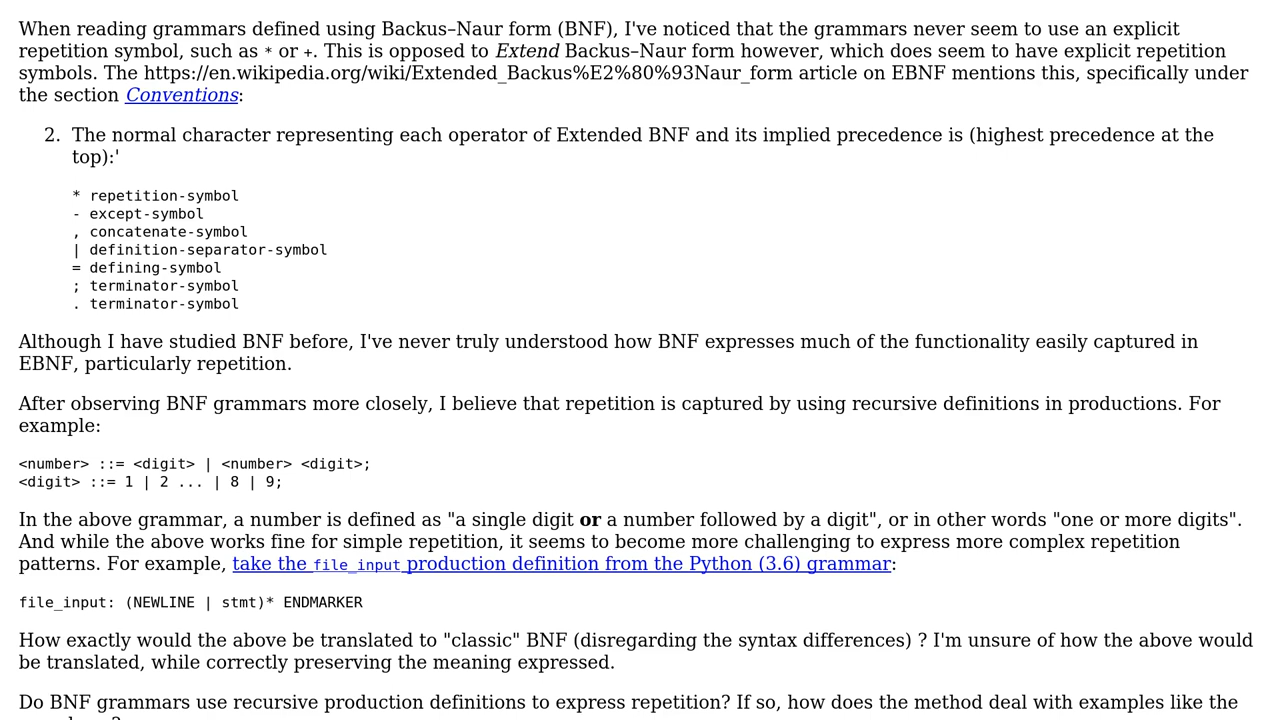 When reading grammars defined using Backus–Naur form (BNF), I've noticed that the grammars never seem to use an explicit
repetition symbol, such as * or +. This is opposed to Extend Backus–Naur form however, which does seem to have explicit repetition
symbols. The https://en.wikipedia.org/wiki/Extended_Backus%E2%80%93Naur_form article on EBNF mentions this, specifically under
the section Conventions:
2. The normal character representing each operator of Extended BNF and its implied precedence is (highest precedence at the
top):'
* repetition-symbol
- except-symbol
, concatenate-symbol
| definition-separator-symbol
= defining-symbol
; terminator-symbol
. terminator-symbol
Although I have studied BNF before, I've never truly understood how BNF expresses much of the functionality easily captured in
EBNF, particularly repetition.
After observing BNF grammars more closely, I believe that repetition is captured by using recursive definitions in productions. For
example:
<number> ::= <digit> | <number> <digit>;
<digit> ::= 1 | 2 ... | 8 | 9;
In the above grammar, a number is defined as "a single digit or a number followed by a digit", or in other words "one or more digits".
And while the above works fine for simple repetition, it seems to become more challenging to express more complex repetition
patterns. For example, take the file_input production definition from the Python (3.6) grammar:
file_input: (NEWLINE | stmt)* ENDMARKER
How exactly would the above be translated to "classic" BNF (disregarding the syntax differences) ? I'm unsure of how the above would
be translated, while correctly preserving the meaning expressed.
Do BNF grammars use recursive production definitions to express repetition? If so, how does the method deal with examples like the